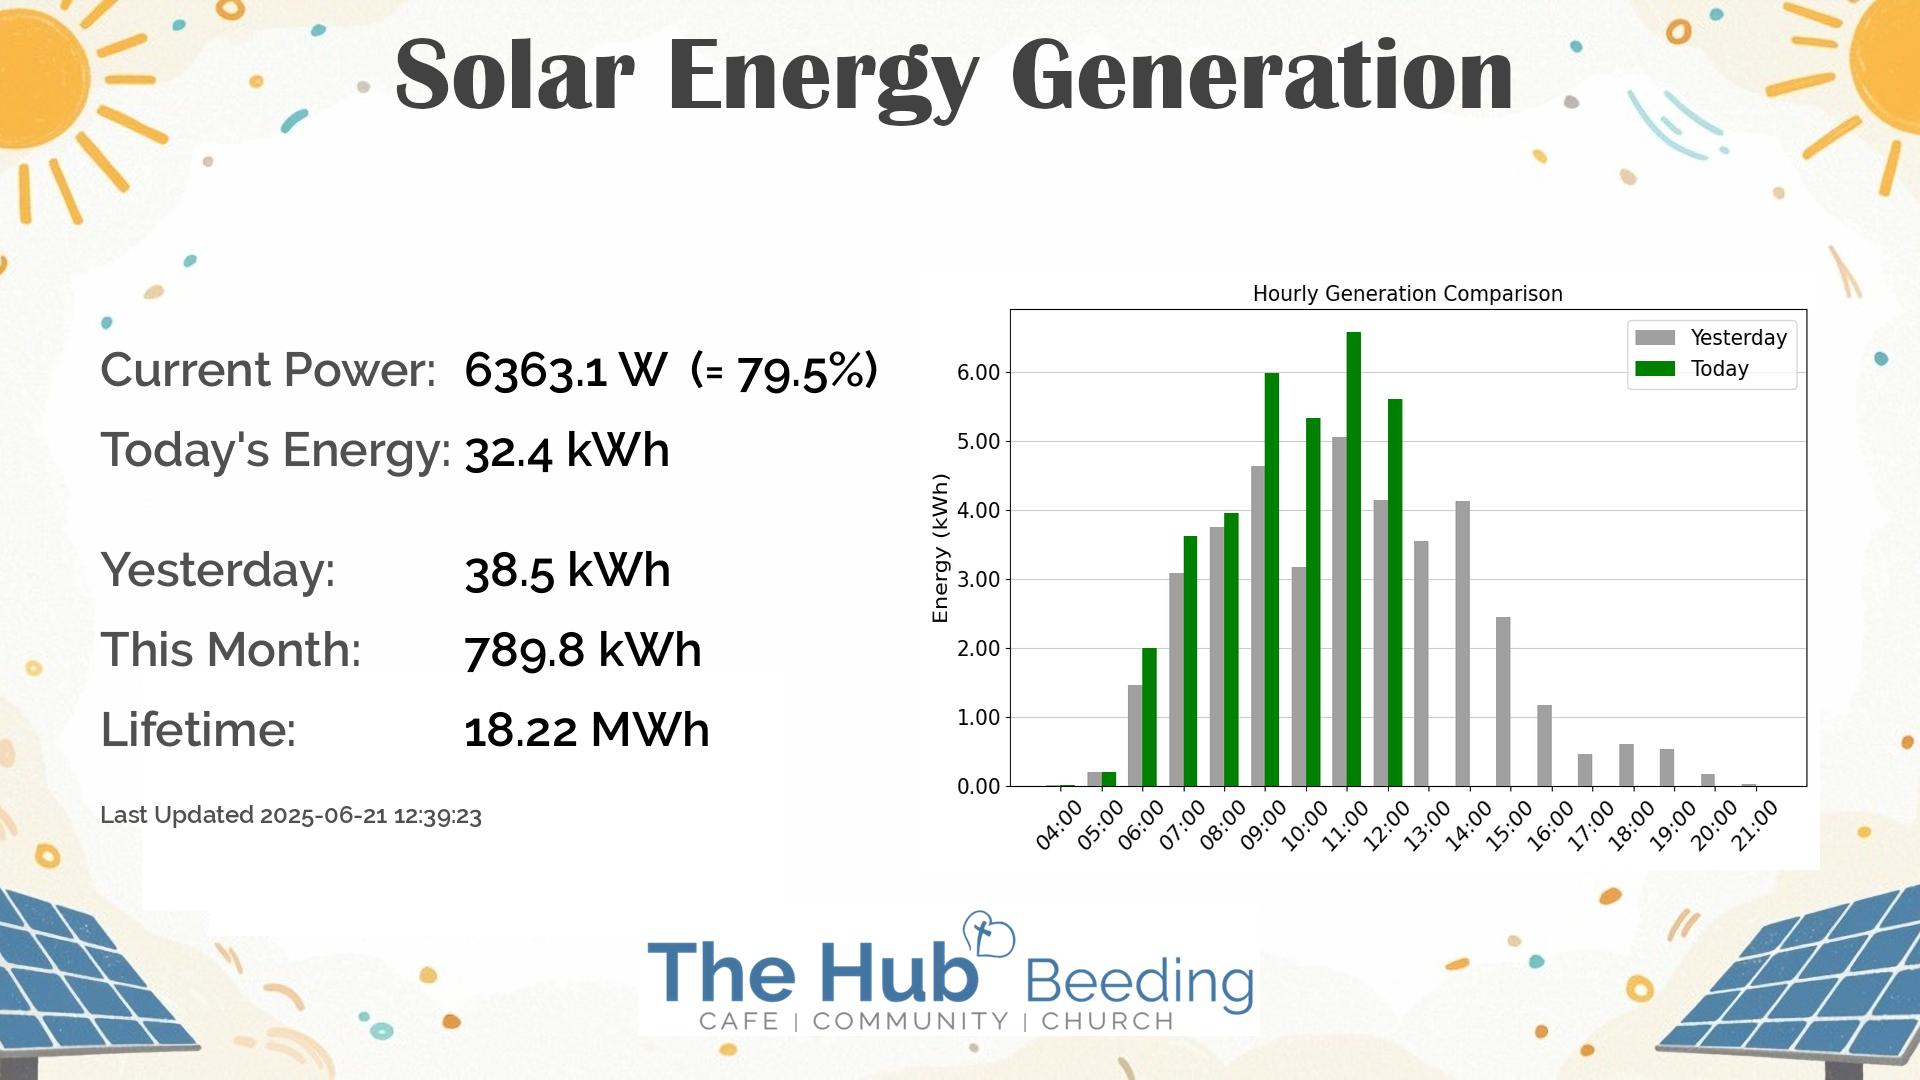 Solar Energy Generation
Current Power: 6363.1 W (= 79.5%)
Today's Energy: 32.4 kWh
Yesterday: 38.5 kWh
This Month: 789.8 kWh
Lifetime: 18.22 MWh
Last Updated 2025-06-21 12:39:23
Hourly Generation Comparison
Yesterday
Today
Energy (kWh)
6.00
5.00
4.00
3.00
2.00
1.00
0.00
04:00 05:00 06:00 07:00 08:00 09:00 10:00 11:00 12:00 13:00 14:00 15:00 16:00 17:00 18:00 19:00 20:00 21:00
The Hub Beeding
CAFE | COMMUNITY | CHURCH